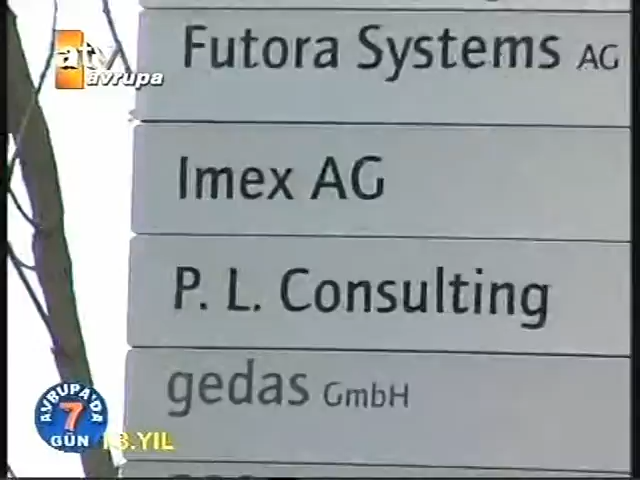 atv
avrupa
Futora Systems AG
Imex AG
P. L. Consulting
gedas GmbH
AVRUPA'DA
7
GÜN
13.YIL